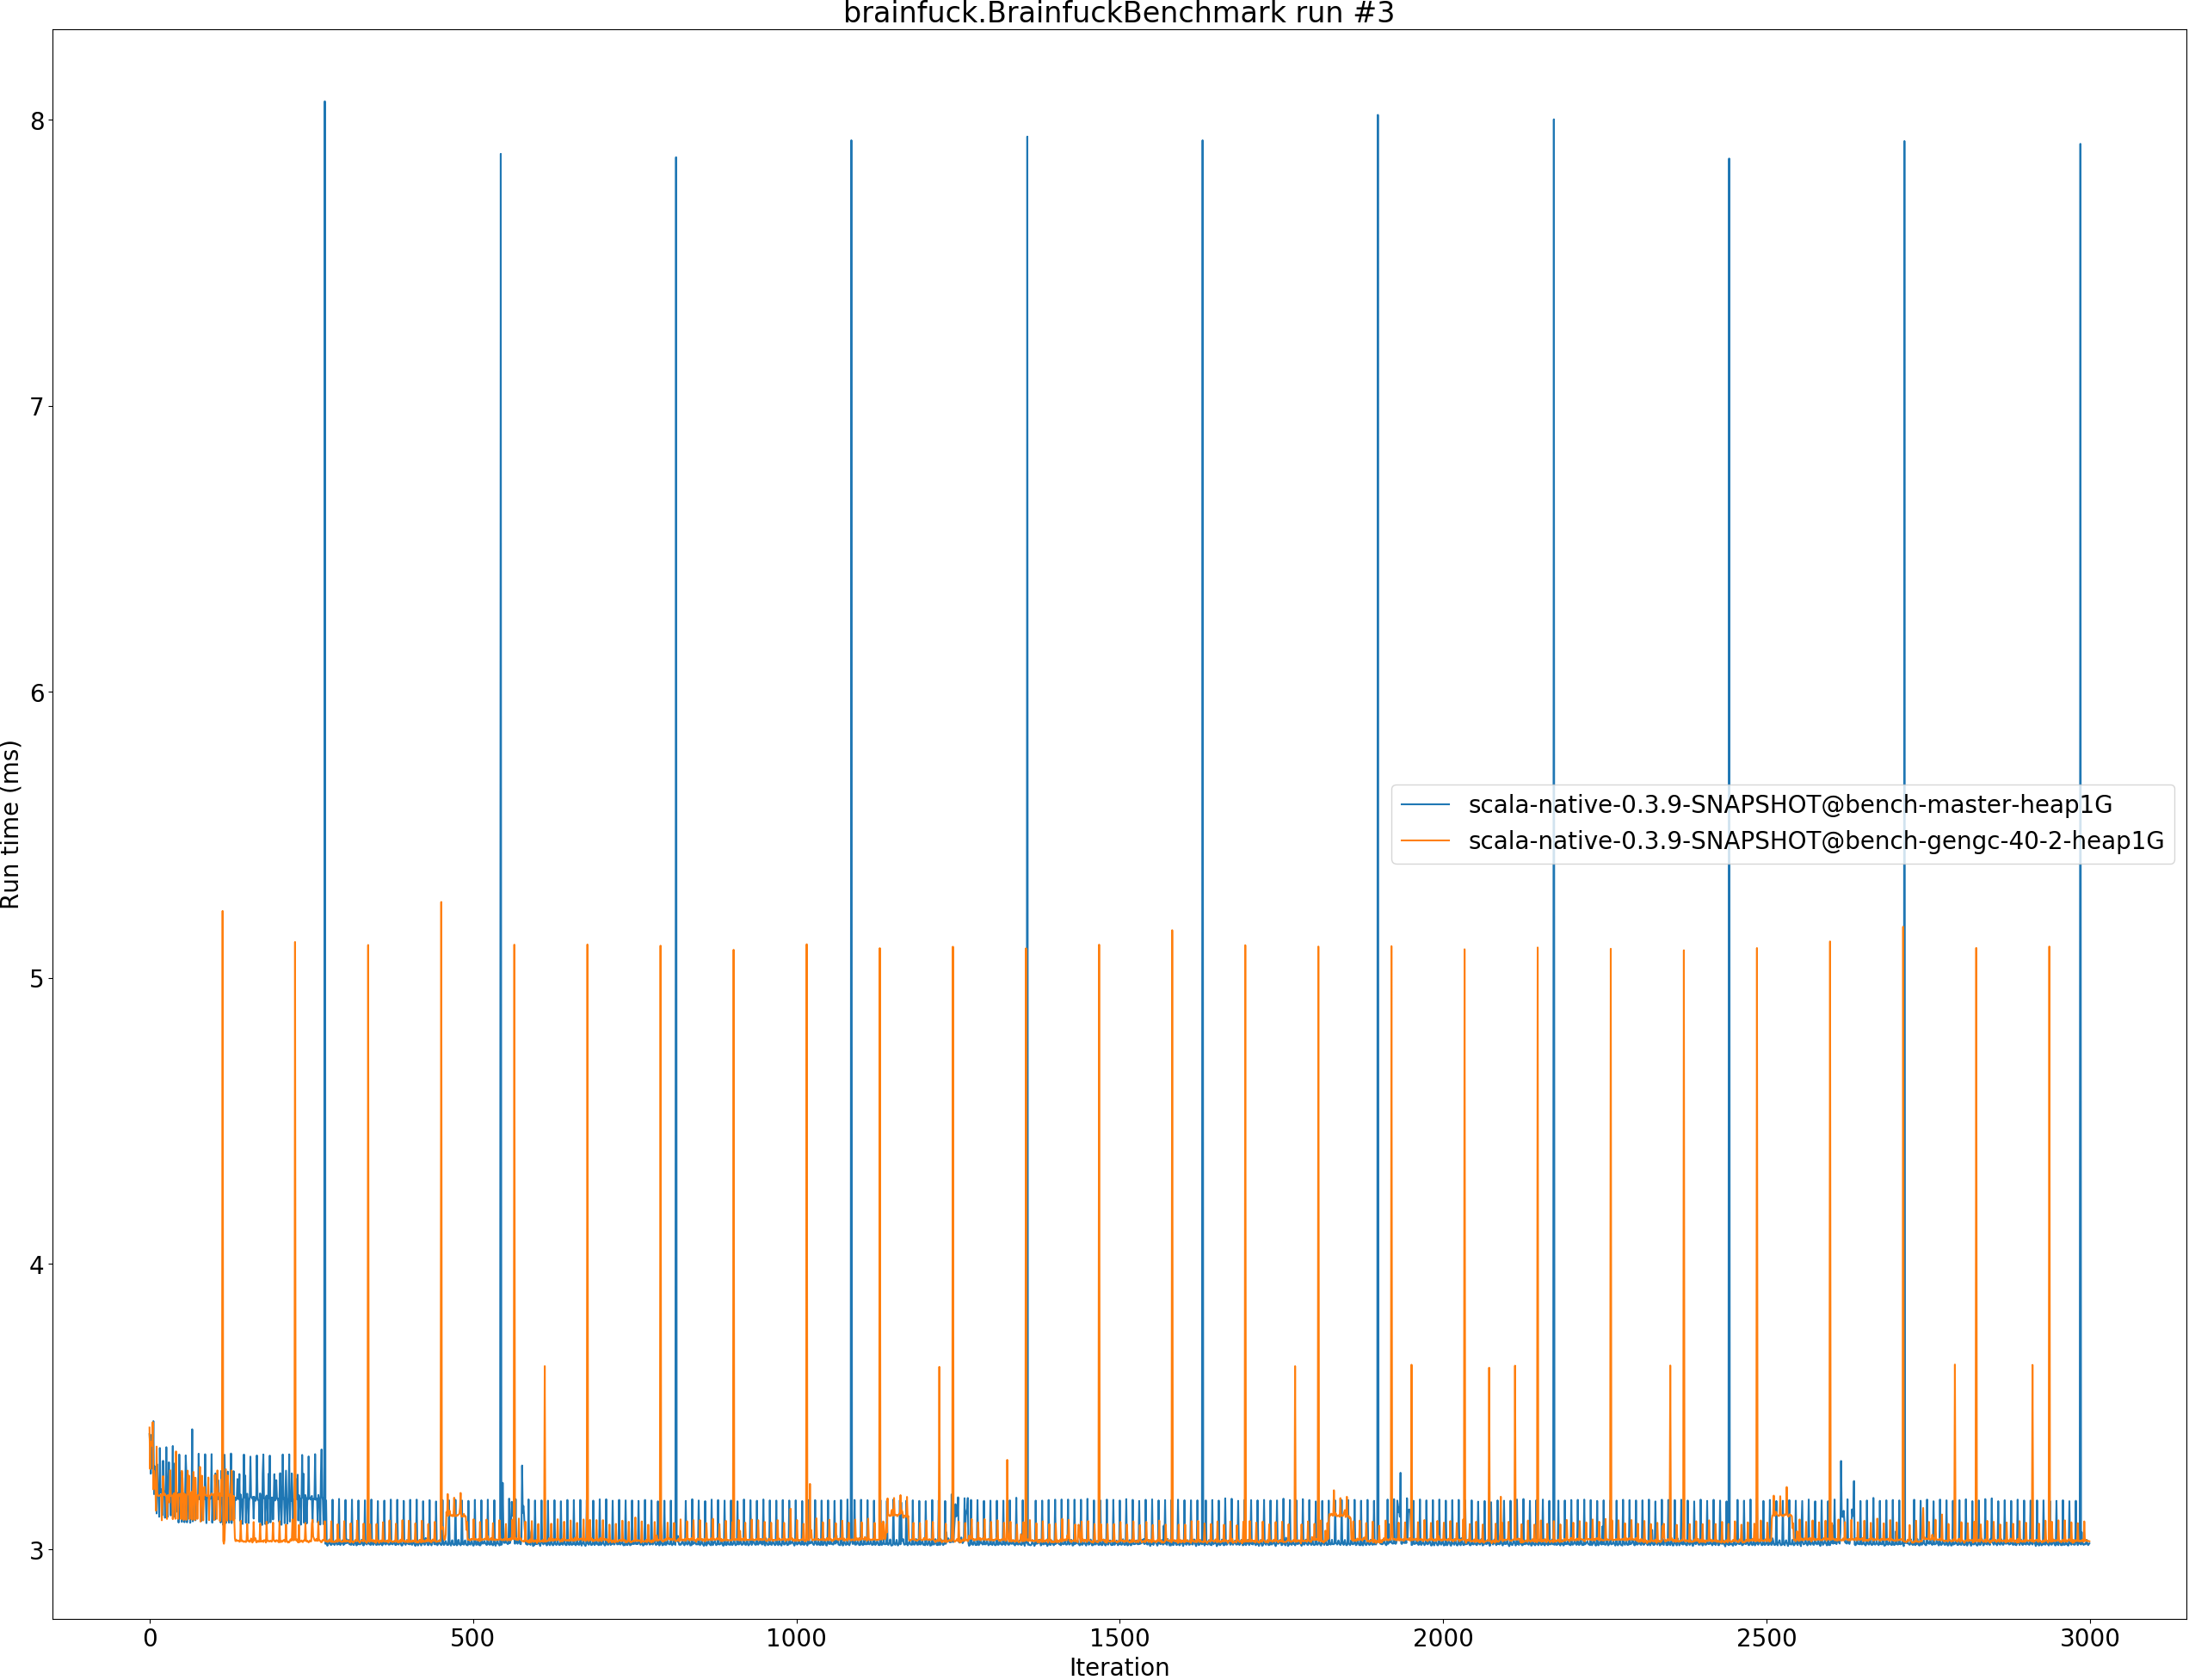 brainfuck.BrainfuckBenchmark run #3
8
7
6
5
4
3
Run time (ms)
scala-native-0.3.9-SNAPSHOT@bench-master-heap1G
scala-native-0.3.9-SNAPSHOT@bench-gengc-40-2-heap1G
0 500 1000 1500 2000 2500 3000
Iteration